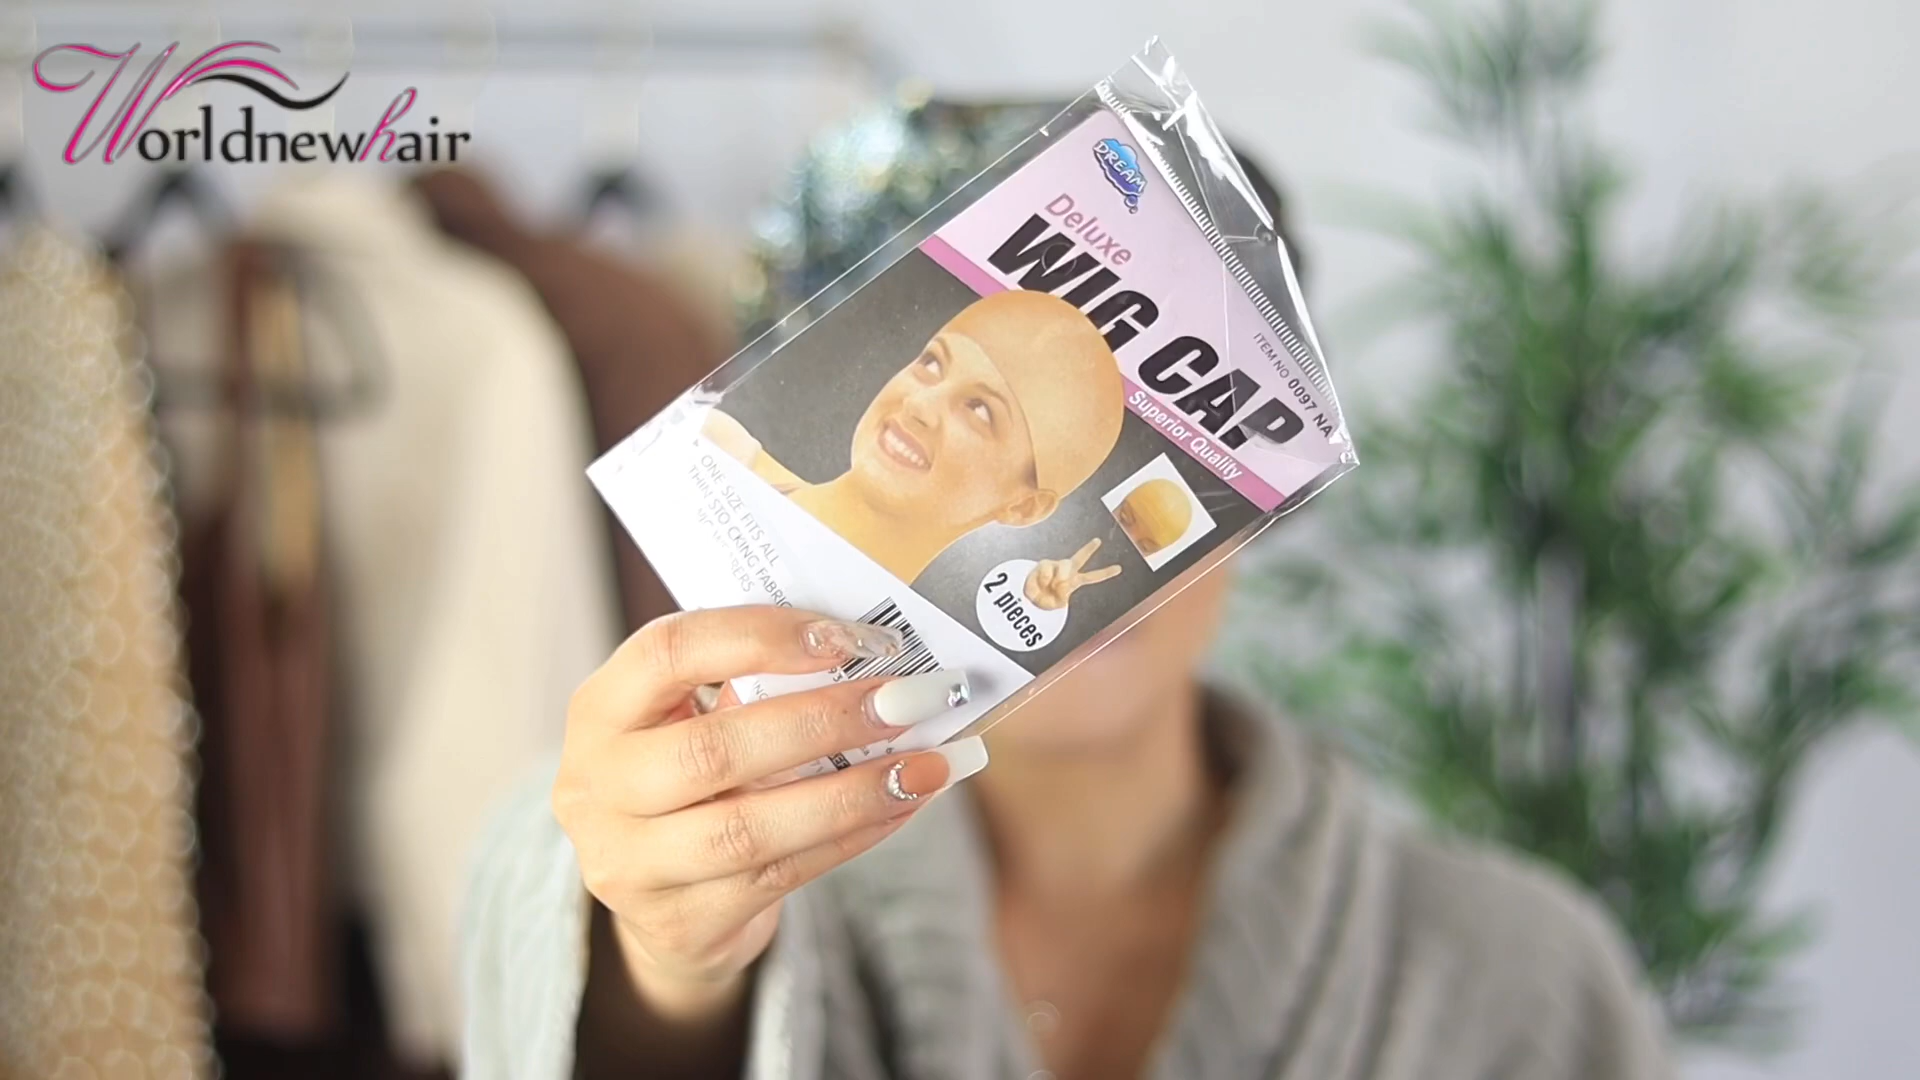 Worldnewhair
DREAM
Deluxe
WIG CAP
Superior Quality
ITEM NO 0097 NA
ONE SIZE FITS ALL
THIN STOCKING FABRIC
2 pieces